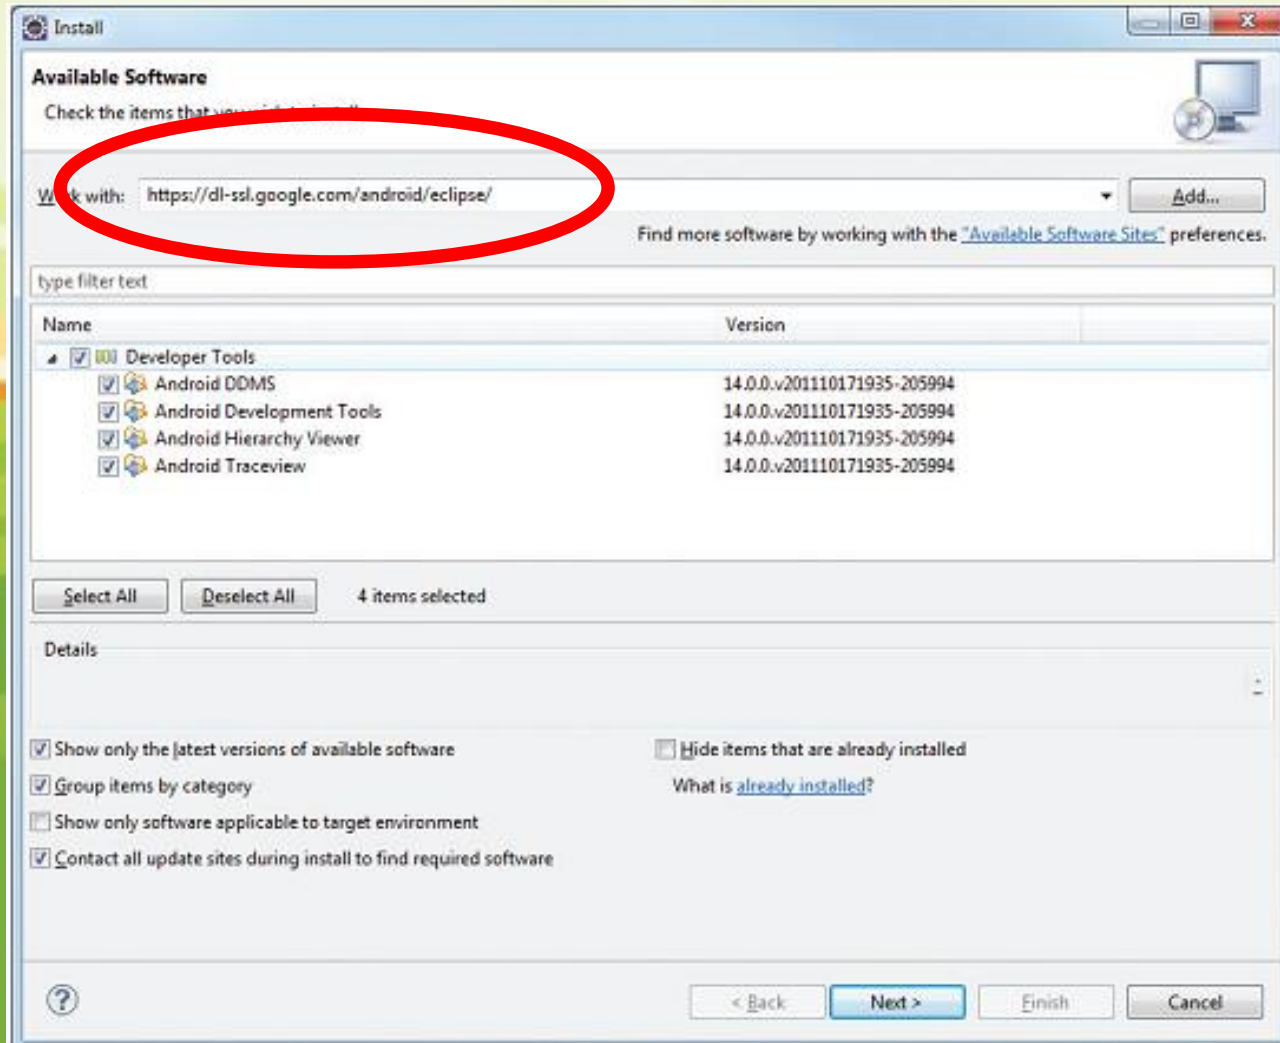 Install
Available Software
Check the items that
Work with: https://dl-ssl.google.com/android/eclipse/ Add...
Find more software by working with the "Available Software Sites" preferences.
type filter text
Name Version
Developer Tools
Android DDMS 14.0.0.v201110171935-205994
Android Development Tools 14.0.0.v201110171935-205994
Android Hierarchy Viewer 14.0.0.v201110171935-205994
Android Traceview 14.0.0.v201110171935-205994
Select All Deselect All 4 items selected
Details
Show only the latest versions of available software Hide items that are already installed
Group items by category What is already installed?
Show only software applicable to target environment
Contact all update sites during install to find required software
? < Back Next > Finish Cancel